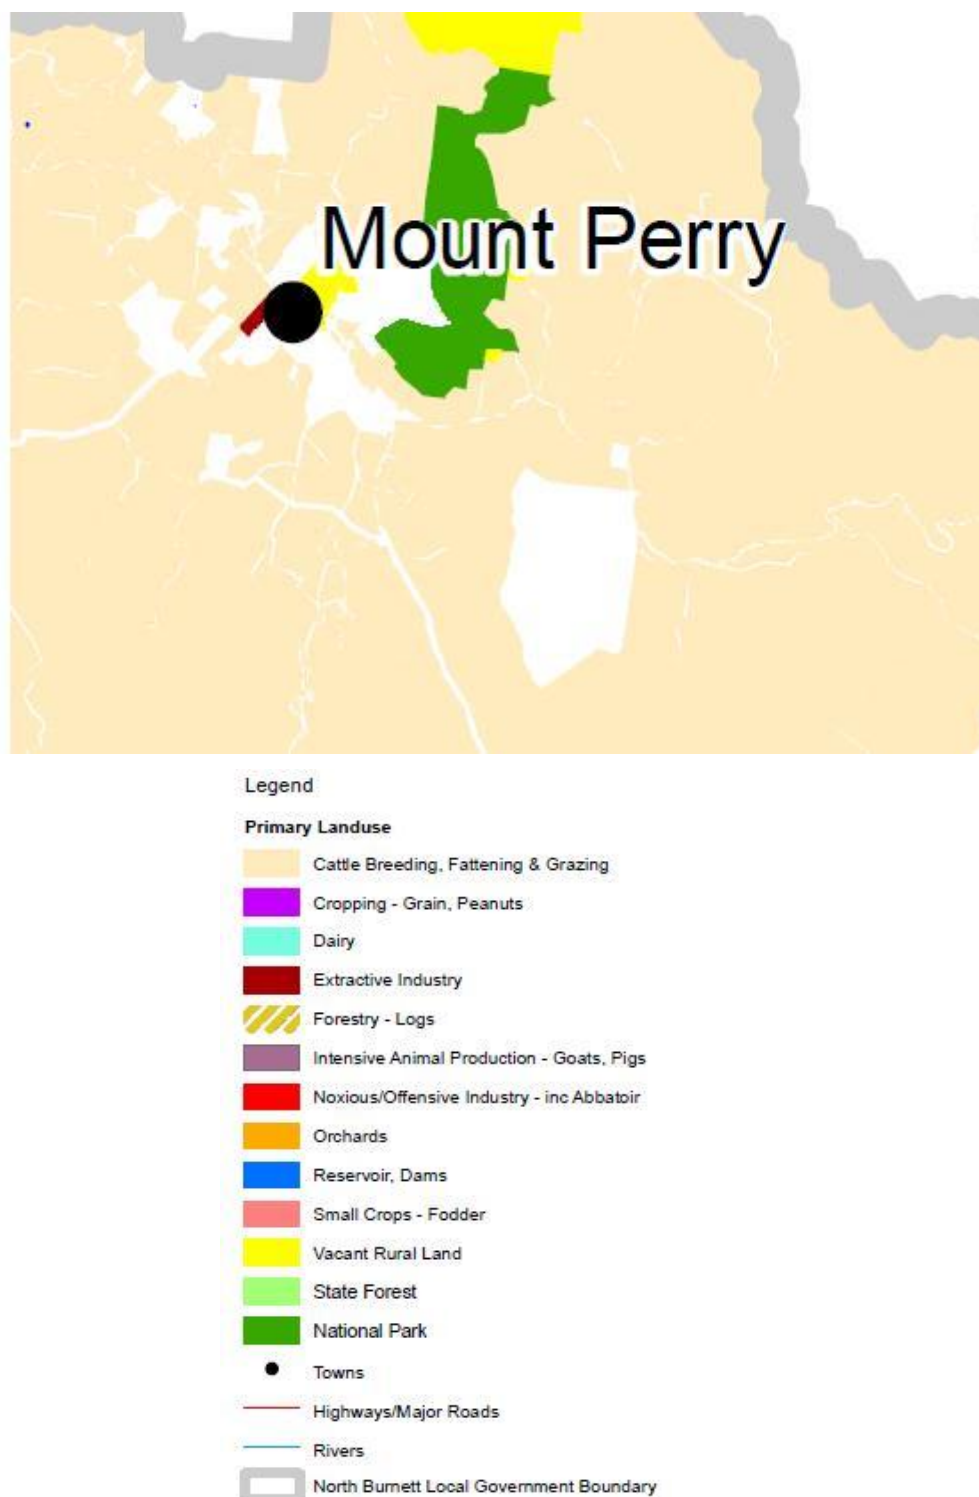 Mount Perry
Legend
Primary Landuse
Cattle Breeding, Fattening & Grazing
Cropping - Grain, Peanuts
Dairy
Extractive Industry
Forestry - Logs
Intensive Animal Production - Goats, Pigs
Noxious/Offensive Industry - inc Abbatoir
Orchards
Reservoir, Dams
Small Crops - Fodder
Vacant Rural Land
State Forest
National Park
Towns
Highways/Major Roads
Rivers
North Burnett Local Government Boundary